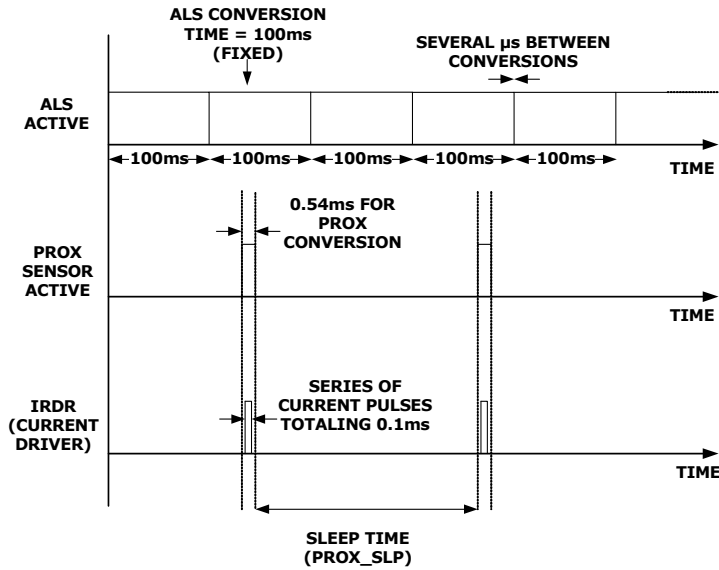 ALS CONVERSION
TIME = 100ms
(FIXED)
SEVERAL µs BETWEEN
CONVERSIONS
ALS
ACTIVE
100ms
100ms
100ms
100ms
100ms
TIME
0.54ms FOR
PROX
CONVERSION
PROX
SENSOR
ACTIVE
TIME
SERIES OF
CURRENT PULSES
TOTALING 0.1ms
IRDR
(CURRENT
DRIVER)
TIME
SLEEP TIME
(PROX_SLP)